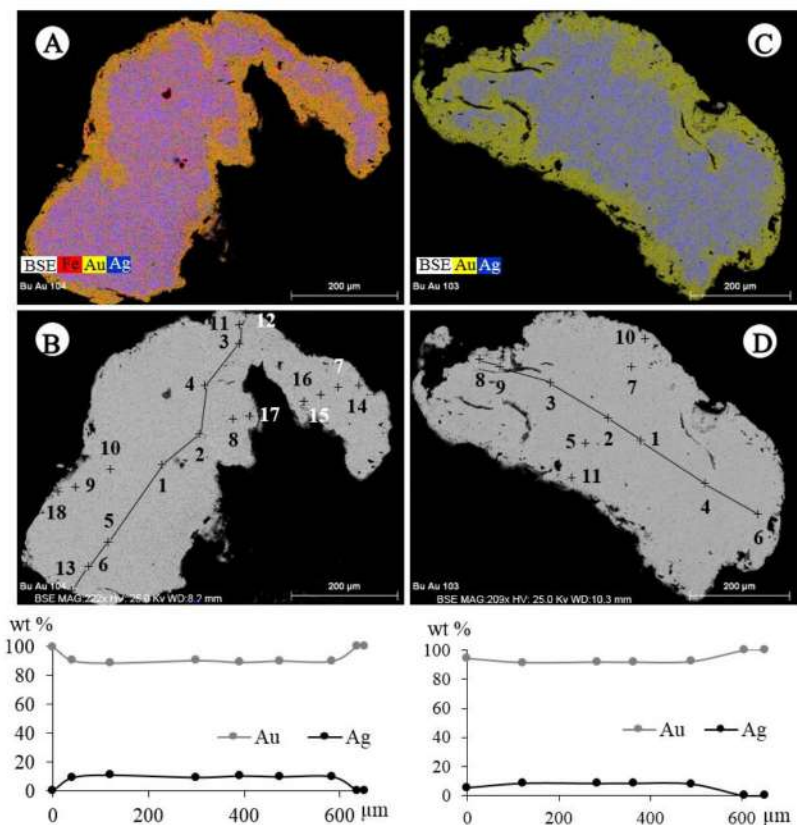 A
BSE Fe Au Ag
Bu Au 104
200 µm
C
BSE Au Ag
Bu Au 103
200 µm
B
11
12
3
4
7
16
14
15
17
8
2
10
1
9
18
5
13
6
Bu Au 104
BSE MAG:222x HV: 25.0 Kv WD:8.2 mm
200 µm
D
10
8
9
7
3
2
1
5
11
4
6
Bu Au 103
BSE MAG:209x HV: 25.0 Kv WD:10.3 mm
200 µm
wt %
100
80
60
40
20
0
Au Ag
0 200 400 600 µm
wt %
100
80
60
40
20
0
Au Ag
0 200 400 600 µm